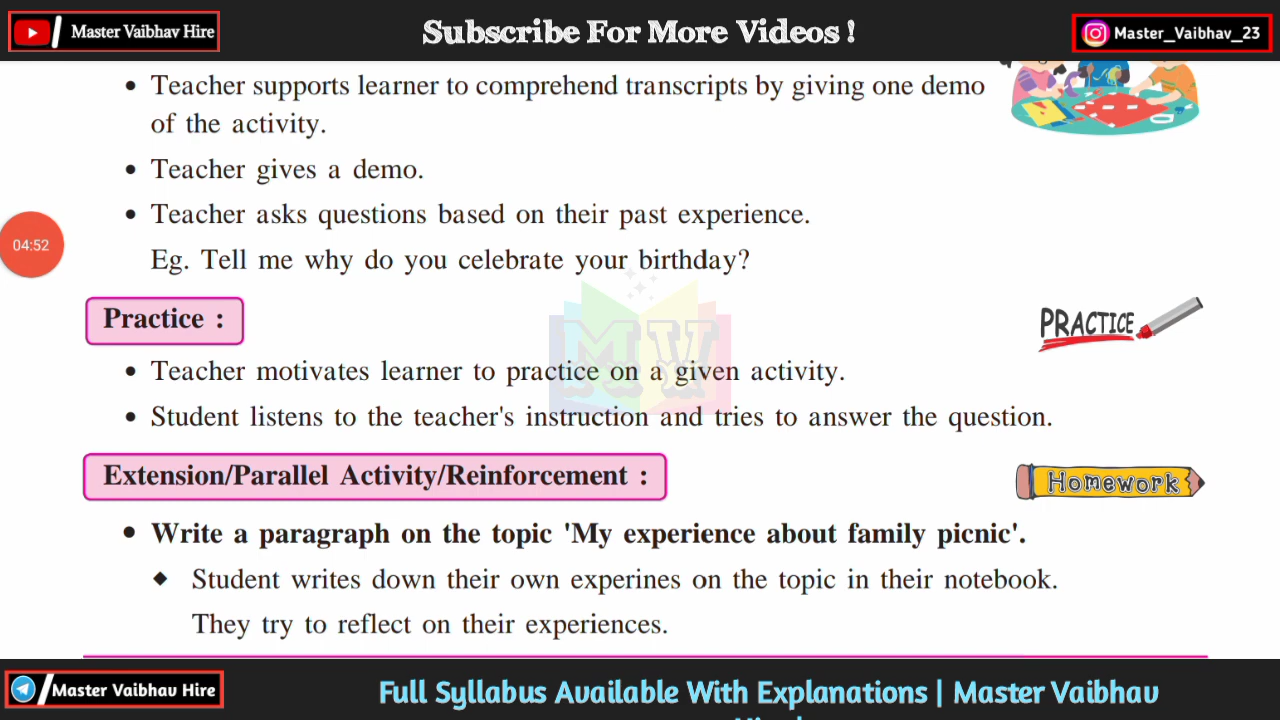 Master Vaibhav Hire
Subscribe For More Videos !
Master_Vaibhav_23
Teacher supports learner to comprehend transcripts by giving one demo
of the activity.
Teacher gives a demo.
04:52
Teacher asks questions based on their past experience.
Eg. Tell me why do you celebrate your birthday?
MV
Practice :
PRACTICE
Teacher motivates learner to practice on a given activity.
Student listens to the teacher's instruction and tries to answer the question.
Extension/Parallel Activity/Reinforcement :
Homework
Write a paragraph on the topic 'My experience about family picnic'.
Student writes down their own experines on the topic in their notebook.
They try to reflect on their experiences.
Master Vaibhav Hire
Full Syllabus Available With Explanations | Master Vaibhav